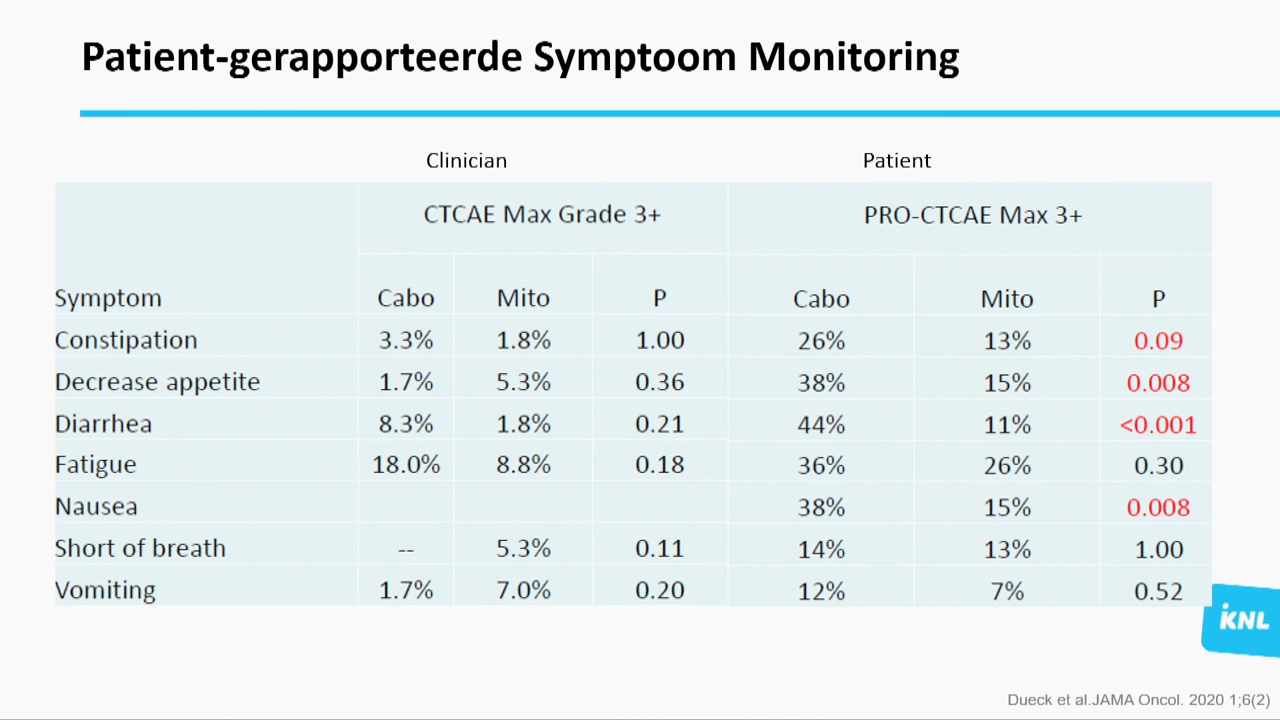 Patient-gerapporteerde Symptoom Monitoring
Clinician Patient
CTCAE Max Grade 3+ PRO-CTCAE Max 3+
Symptom Cabo Mito P Cabo Mito P
Constipation 3.3% 1.8% 1.00 26% 13% 0.09
Decrease appetite 1.7% 5.3% 0.36 38% 15% 0.008
Diarrhea 8.3% 1.8% 0.21 44% 11% <0.001
Fatigue 18.0% 8.8% 0.18 36% 26% 0.30
Nausea 38% 15% 0.008
Short of breath -- 5.3% 0.11 14% 13% 1.00
Vomiting 1.7% 7.0% 0.20 12% 7% 0.52
iKNL
Dueck et al.JAMA Oncol. 2020 1;6(2)